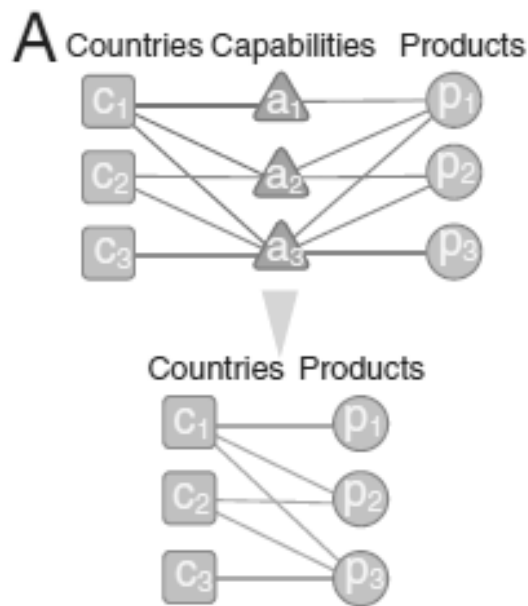 A Countries Capabilities Products
c1 a1 p1
c2 a2 p2
c3 a3 p3
Countries Products
c1 p1
c2 p2
c3 p3